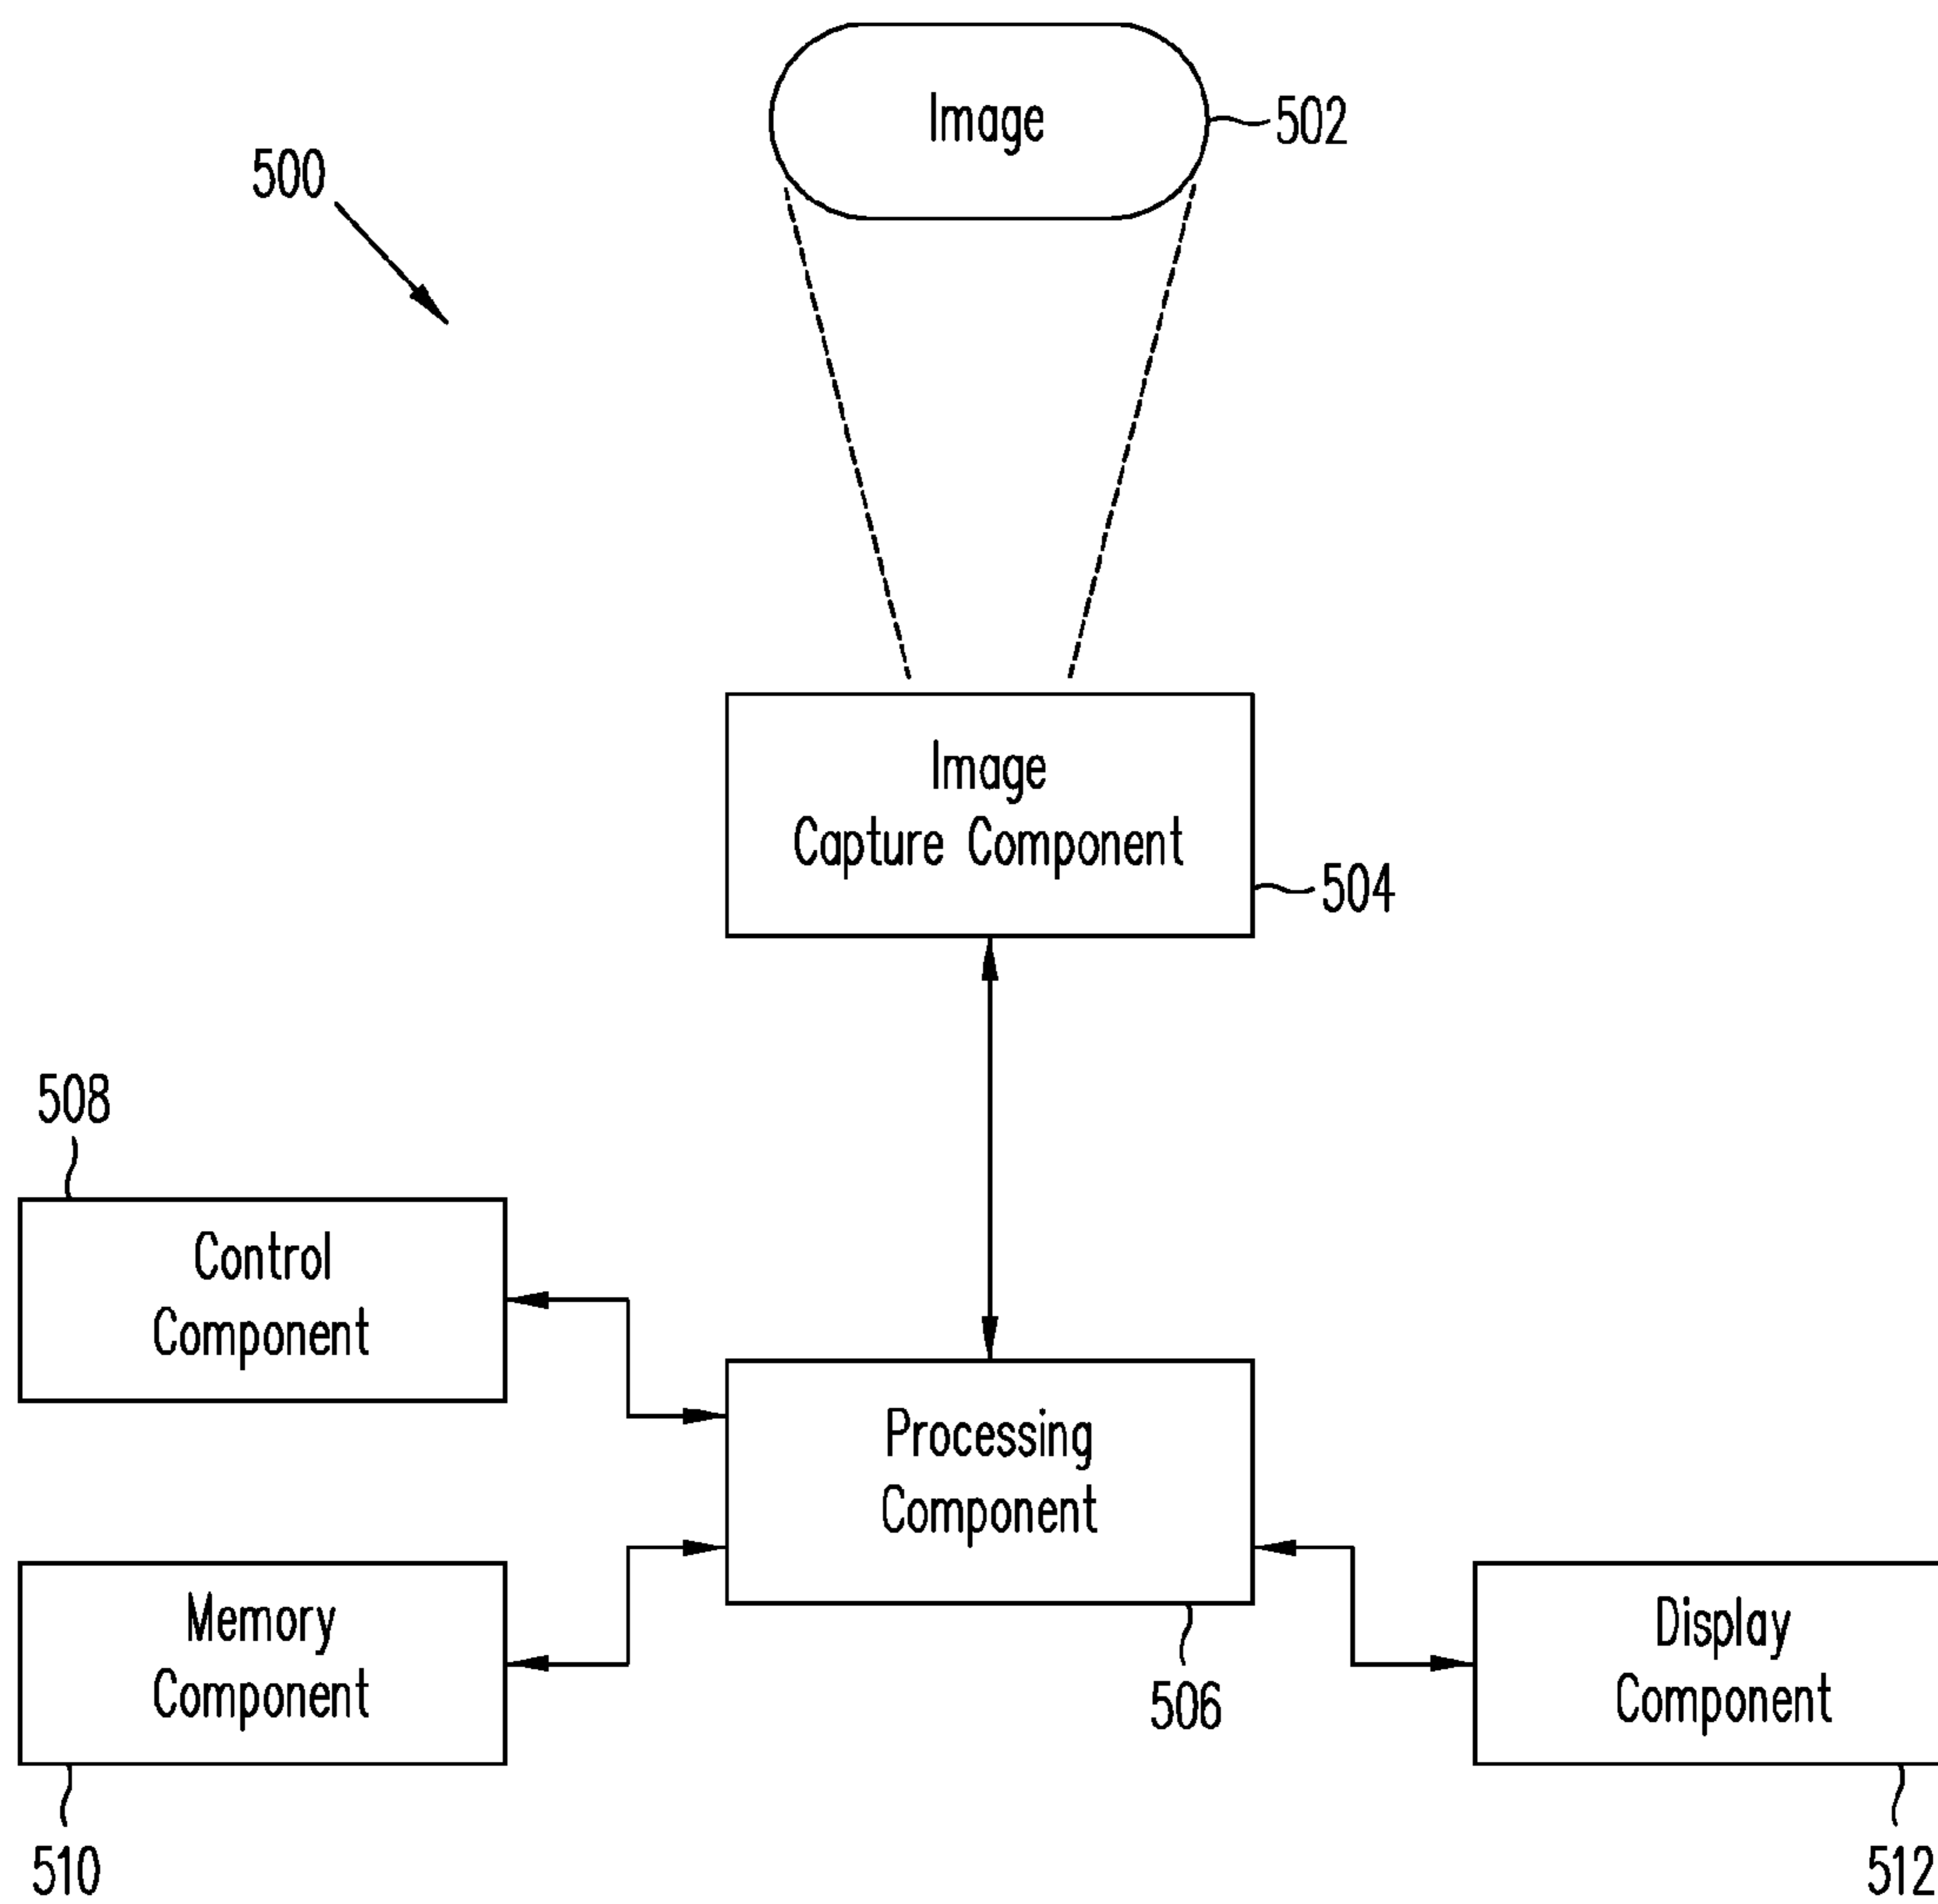 Image
502
500
Image
Capture Component
504
508
Control
Component
Processing
Component
Memory
Component
506
Display
Component
510
512